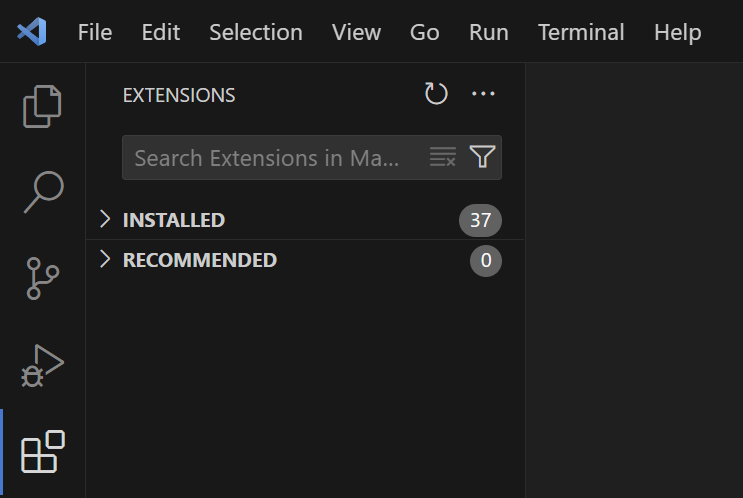 File Edit Selection View Go Run Terminal Help
EXTENSIONS
Search Extensions in Ma...
INSTALLED 37
RECOMMENDED 0